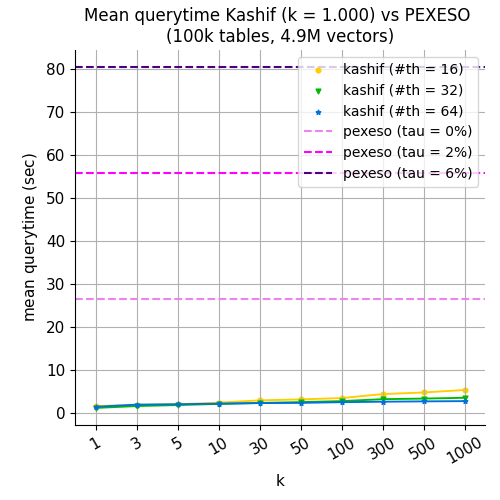 Mean querytime Kashif (k = 1.000) vs PEXESO
(100k tables, 4.9M vectors)
mean querytime (sec)
80
70
60
50
40
30
20
10
0
kashif (#th = 16)
kashif (#th = 32)
kashif (#th = 64)
pexeso (tau = 0%)
pexeso (tau = 2%)
pexeso (tau = 6%)
1 3 5 10 30 50 100 300 500 1000
k